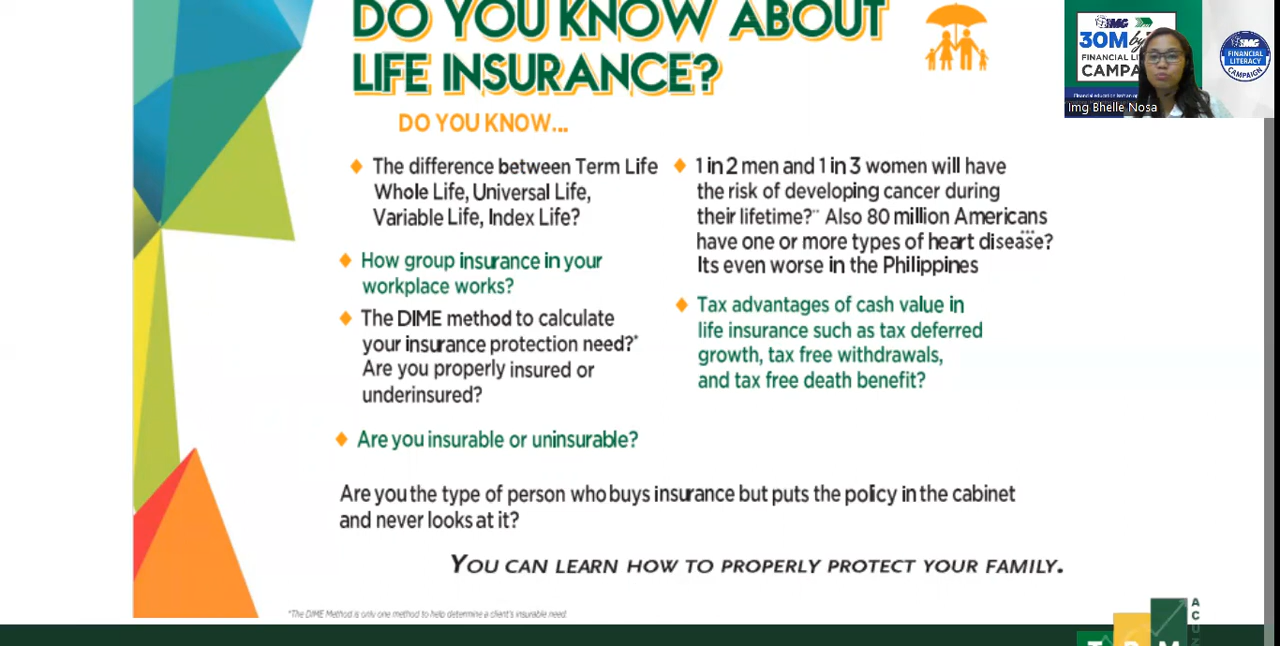 DO YOU KNOW ABOUT
LIFE INSURANCE?
DO YOU KNOW...
The difference between Term Life
Whole Life, Universal Life,
Variable Life, Index Life?
How group insurance in your
workplace works?
The DIME method to calculate
your insurance protection need?*
Are you properly insured or
underinsured?
Are you insurable or uninsurable?
1 in 2 men and 1 in 3 women will have
the risk of developing cancer during
their lifetime?** Also 80 million Americans
have one or more types of heart disease?***
Its even worse in the Philippines
Tax advantages of cash value in
life insurance such as tax deferred
growth, tax free withdrawals,
and tax free death benefit?
Are you the type of person who buys insurance but puts the policy in the cabinet
and never looks at it?
YOU CAN LEARN HOW TO PROPERLY PROTECT YOUR FAMILY.
*The DIME Method is only one method to help determine a client's insurable need.
IMG
30M by
FINANCIAL LI
CAMPA
Financial education
Img Bhelle Nosa
IMG
FINANCIAL
LITERACY
CAMPAIGN
A
C